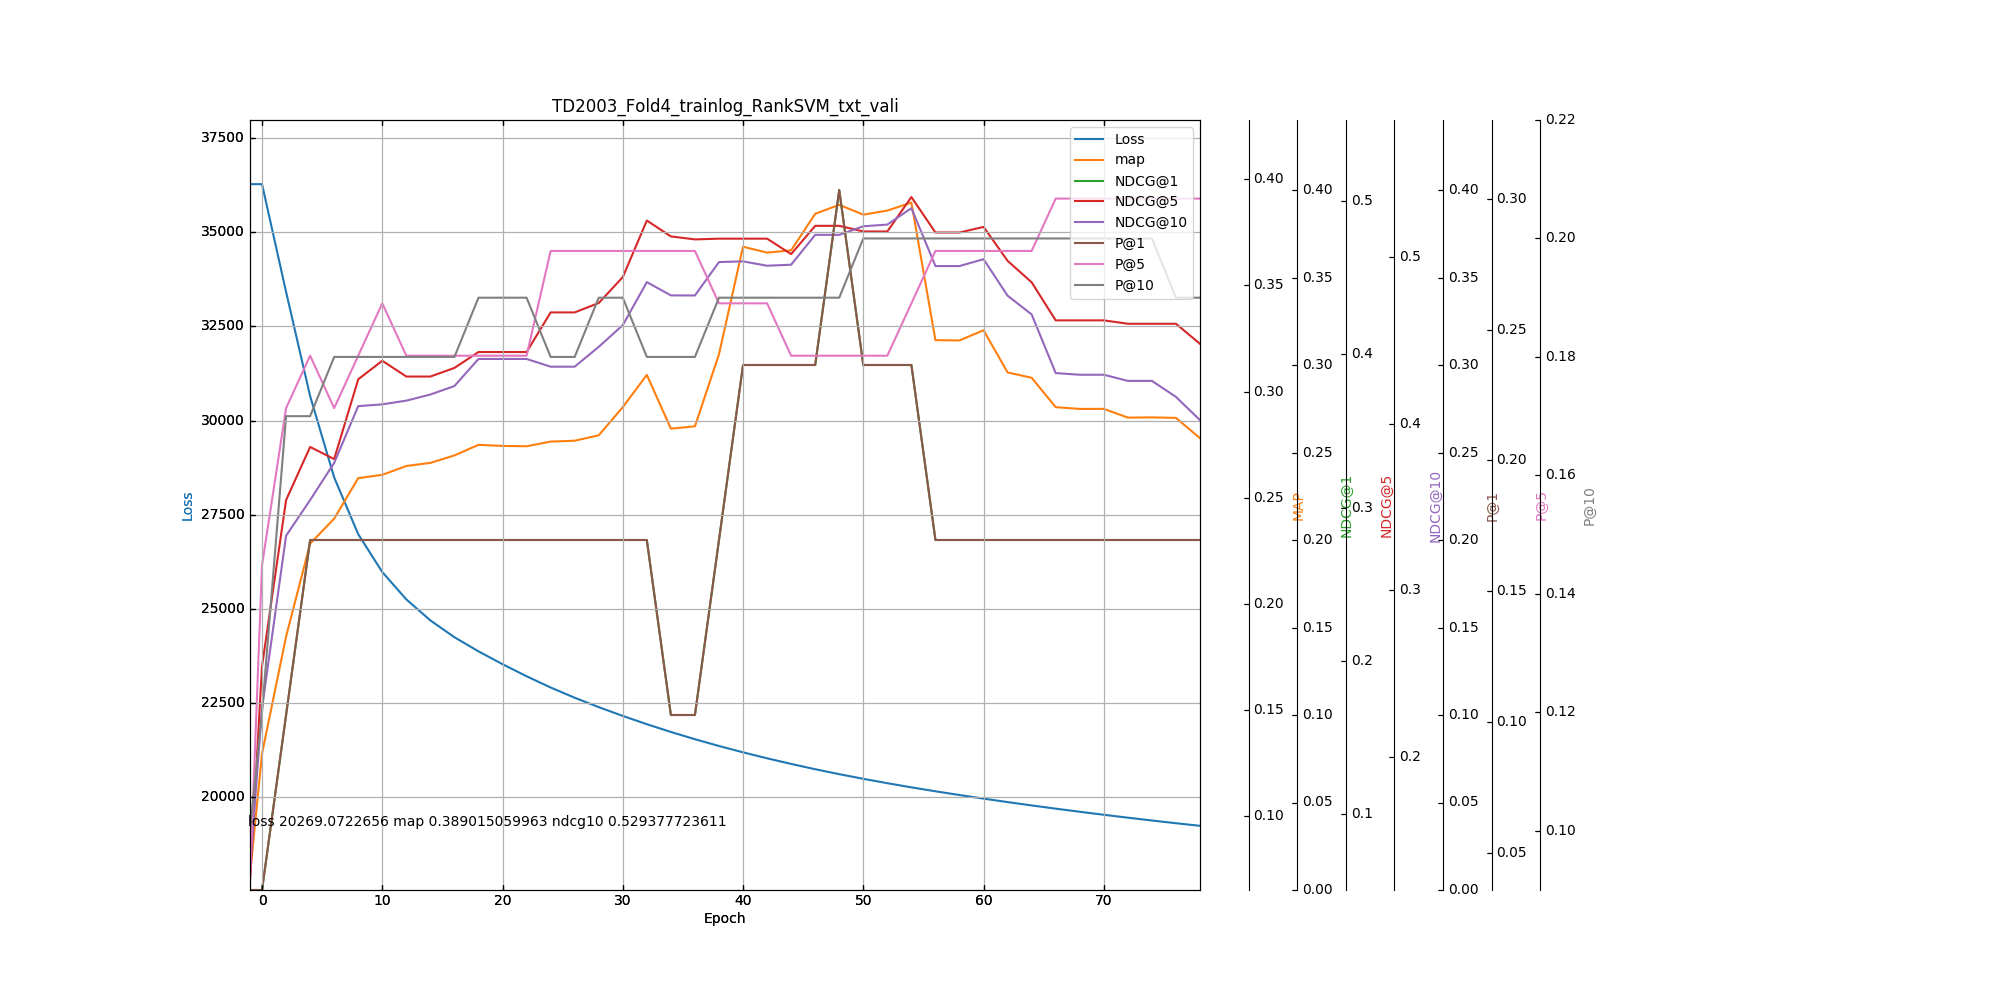 TD2003_Fold4_trainlog_RankSVM_txt_vali
37500
35000
32500
30000
27500
25000
22500
20000
Loss
Loss
map
NDCG@1
NDCG@5
NDCG@10
P@1
P@5
P@10
loss 20269.0722656 map 0.389015059963 ndcg10 0.529377723611
0 10 20 30 40 50 60 70
Epoch
0.40
0.35
0.30
0.25
0.20
0.15
0.10
MAP
0.40
0.35
0.30
0.25
0.20
0.15
0.10
0.05
0.00
NDCG@1
0.5
0.4
0.3
0.2
0.1
NDCG@5
0.5
0.4
0.3
0.2
NDCG@10
0.40
0.35
0.30
0.25
0.20
0.15
0.10
0.05
0.00
P@1
0.30
0.25
0.20
0.15
0.10
0.05
P@5
0.22
0.20
0.18
0.16
0.14
0.12
0.10
P@10